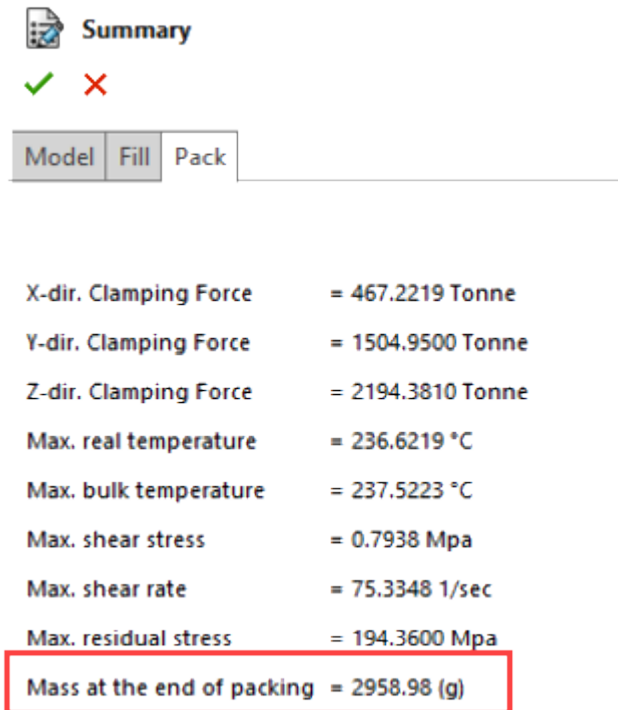 Summary
Model Fill Pack
X-dir. Clamping Force = 467.2219 Tonne
Y-dir. Clamping Force = 1504.9500 Tonne
Z-dir. Clamping Force = 2194.3810 Tonne
Max. real temperature = 236.6219 °C
Max. bulk temperature = 237.5223 °C
Max. shear stress = 0.7938 Mpa
Max. shear rate = 75.3348 1/sec
Max. residual stress = 194.3600 Mpa
Mass at the end of packing = 2958.98 (g)